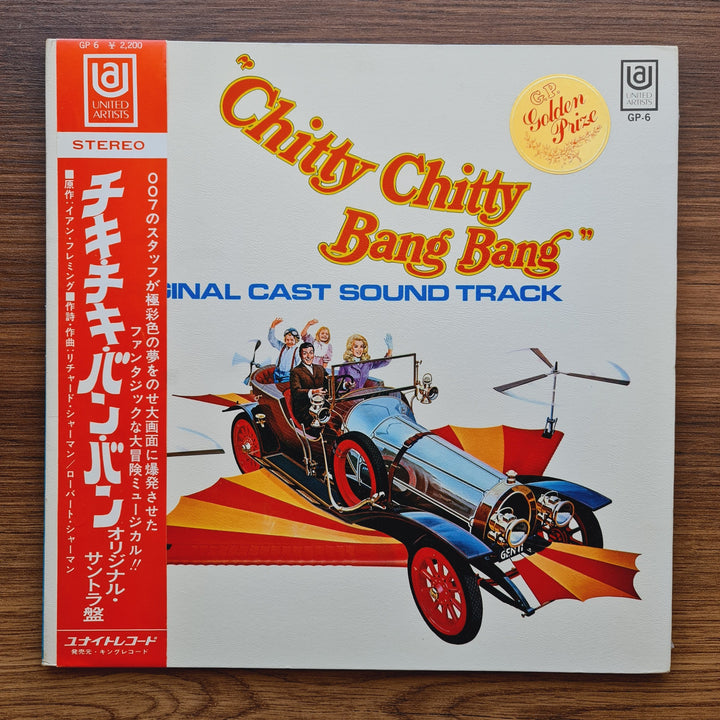 GP 6 ¥ 2,200
UA
UNITED
ARTISTS
STEREO
007のスタッフが極彩色の夢をのせ大画面に爆発させた
ファンタジックな大冒険ミュージカル!!
チキ・チキ・バン・バン
オリジナル・
サントラ盤
■原作:イアン・フレミング■作詩・作曲:リチャード・シャーマン/ローバート・シャーマン
ユナイトレコード
発売元・キングレコード
"Chitty Chitty
Bang Bang"
GINAL CAST SOUND TRACK
G.P.
Golden
Prize
UA
UNITED
ARTISTS
GP-6
GEN 11